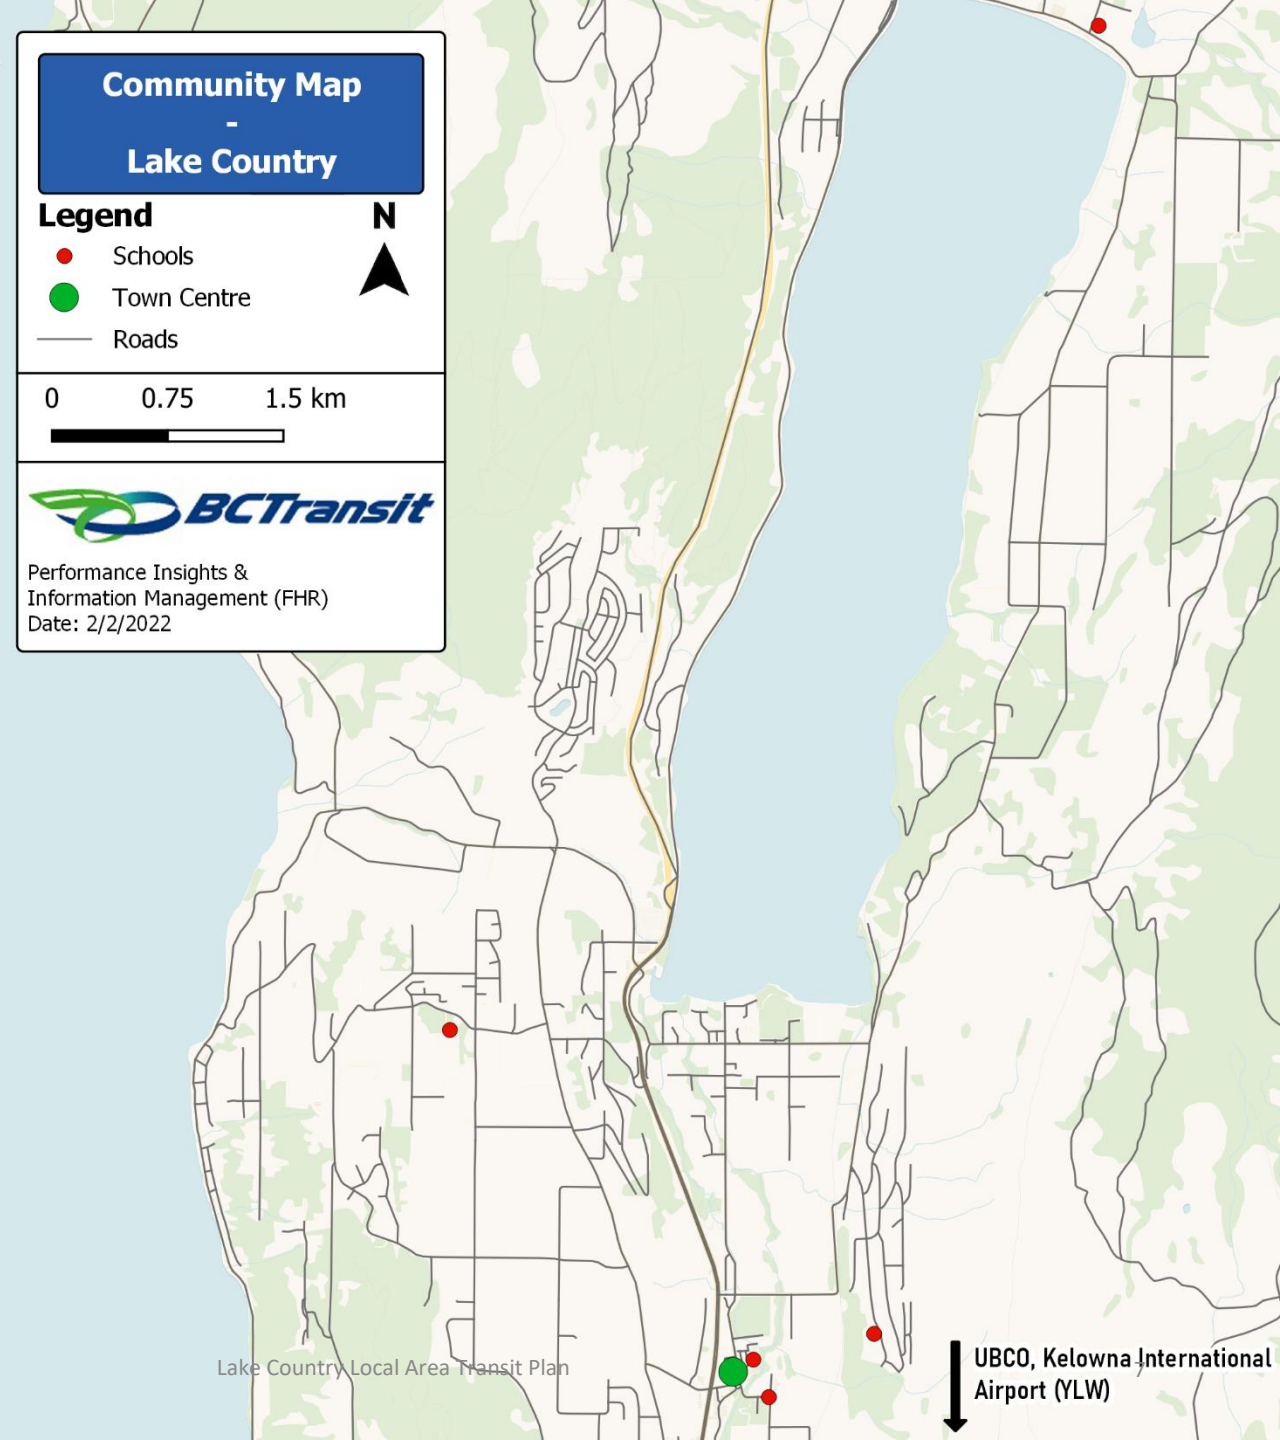 Community Map
-
Lake Country
Legend
N
Schools
Town Centre
Roads
0 0.75 1.5 km
BCTransit
Performance Insights &
Information Management (FHR)
Date: 2/2/2022
UBCO, Kelowna International
Airport (YLW)
Lake Country Local Area Transit Plan
7